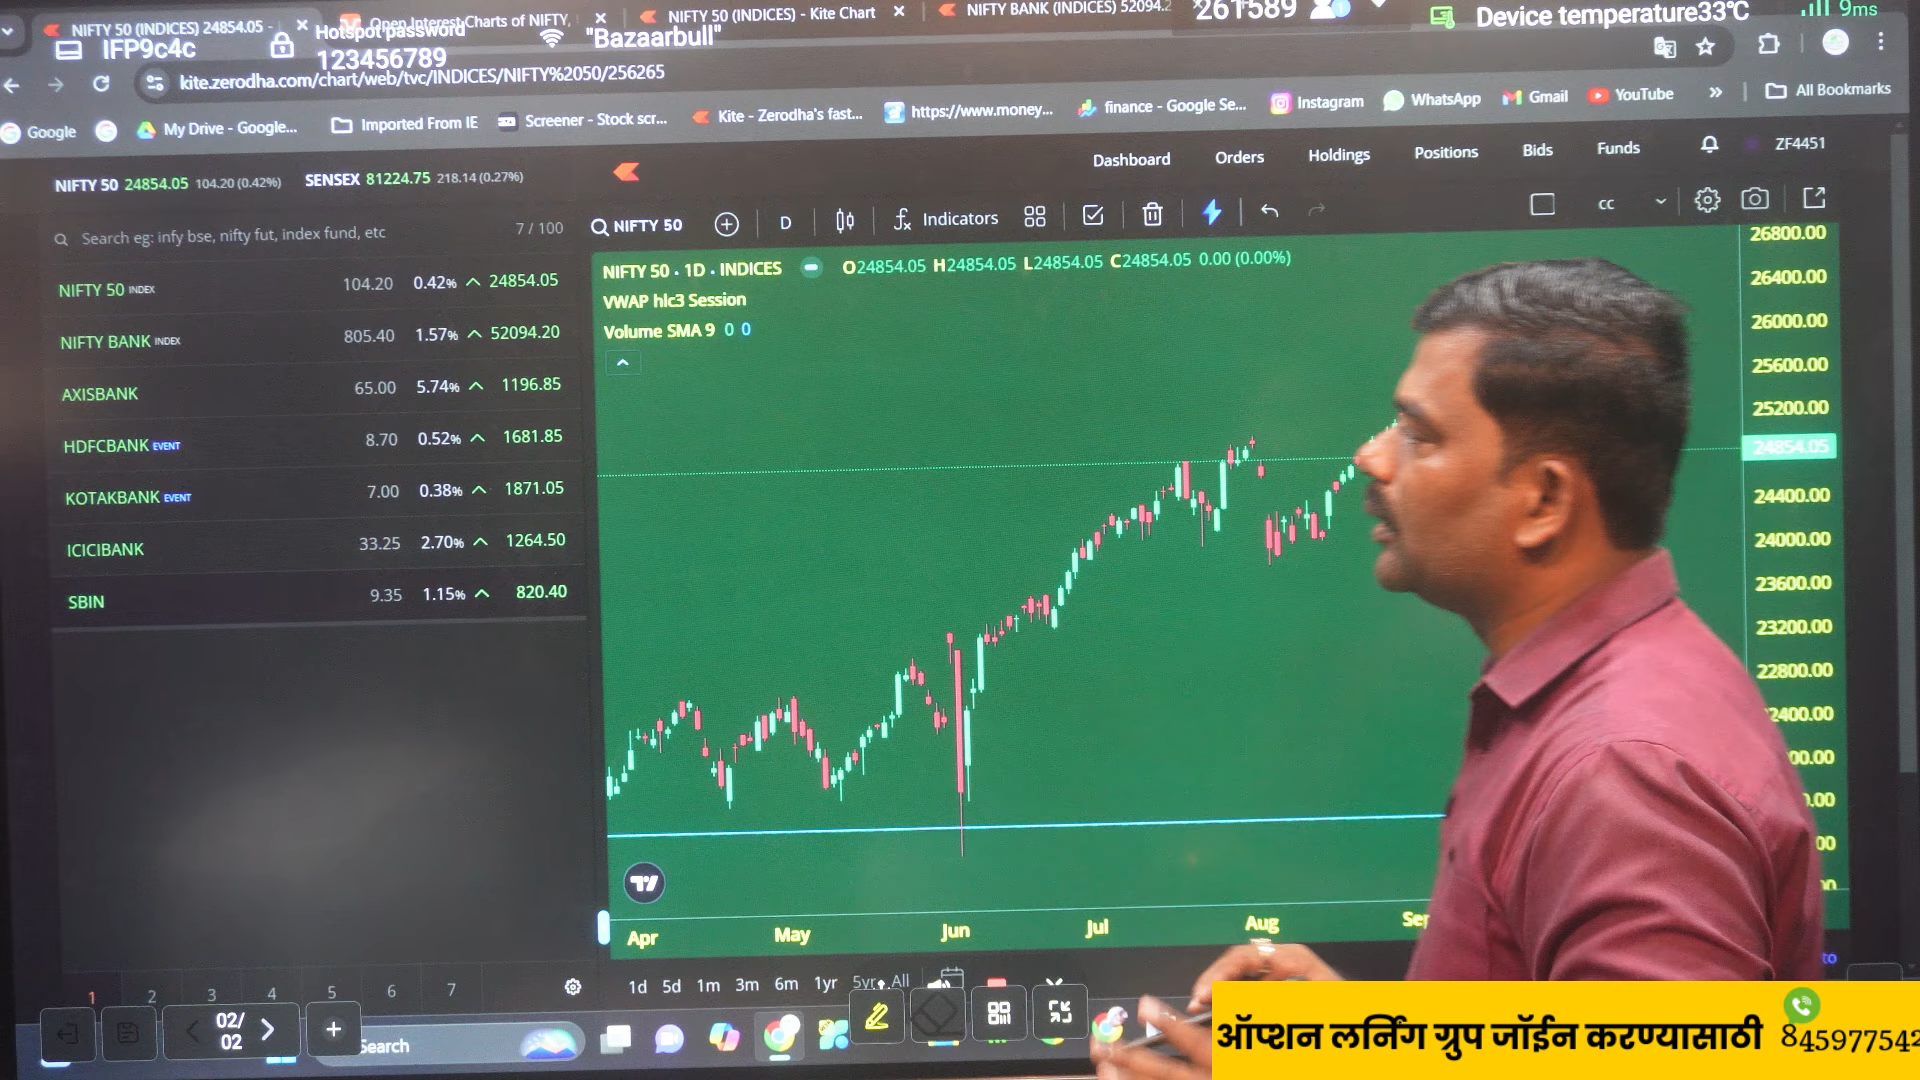 NIFTY 50 (INDICES) 24854.05 -
Open Interest Charts of NIFTY,
NIFTY 50 (INDICES) - Kite Chart
NIFTY BANK (INDICES) 52094.2
261589
1
Device temperature33℃
9ms
IFP9c4c
Hotspot password
123456789
"Bazaarbull"
kite.zerodha.com/chart/web/tvc/INDICES/NIFTY%2050/256265
Google
My Drive - Google...
Imported From IE
Screener - Stock scr...
Kite - Zerodha's fast...
https://www.money...
finance - Google Se...
Instagram
WhatsApp
Gmail
YouTube
»
All Bookmarks
NIFTY 50 24854.05 104.20 (0.42%)
SENSEX 81224.75 218.14 (0.27%)
Dashboard
Orders
Holdings
Positions
Bids
Funds
ZF4451
Search eg: infy bse, nifty fut, index fund, etc
7 / 100
NIFTY 50
D
Indicators
cc
NIFTY 50 INDEX 104.20 0.42% 24854.05
NIFTY BANK INDEX 805.40 1.57% 52094.20
AXISBANK 65.00 5.74% 1196.85
HDFCBANK EVENT 8.70 0.52% 1681.85
KOTAKBANK EVENT 7.00 0.38% 1871.05
ICICIBANK 33.25 2.70% 1264.50
SBIN 9.35 1.15% 820.40
NIFTY 50 · 1D · INDICES
O24854.05 H24854.05 L24854.05 C24854.05 0.00 (0.00%)
VWAP hlc3 Session
Volume SMA 9 0 0
26800.00
26400.00
26000.00
25600.00
25200.00
24854.05
24400.00
24000.00
23600.00
23200.00
22800.00
Apr
May
Jun
Jul
Aug
1 2 3 4 5 6 7
1d 5d 1m 3m 6m 1yr 5yr All
02/
02
Search
ऑप्शन लर्निंग ग्रुप जॉईन करण्यासाठी